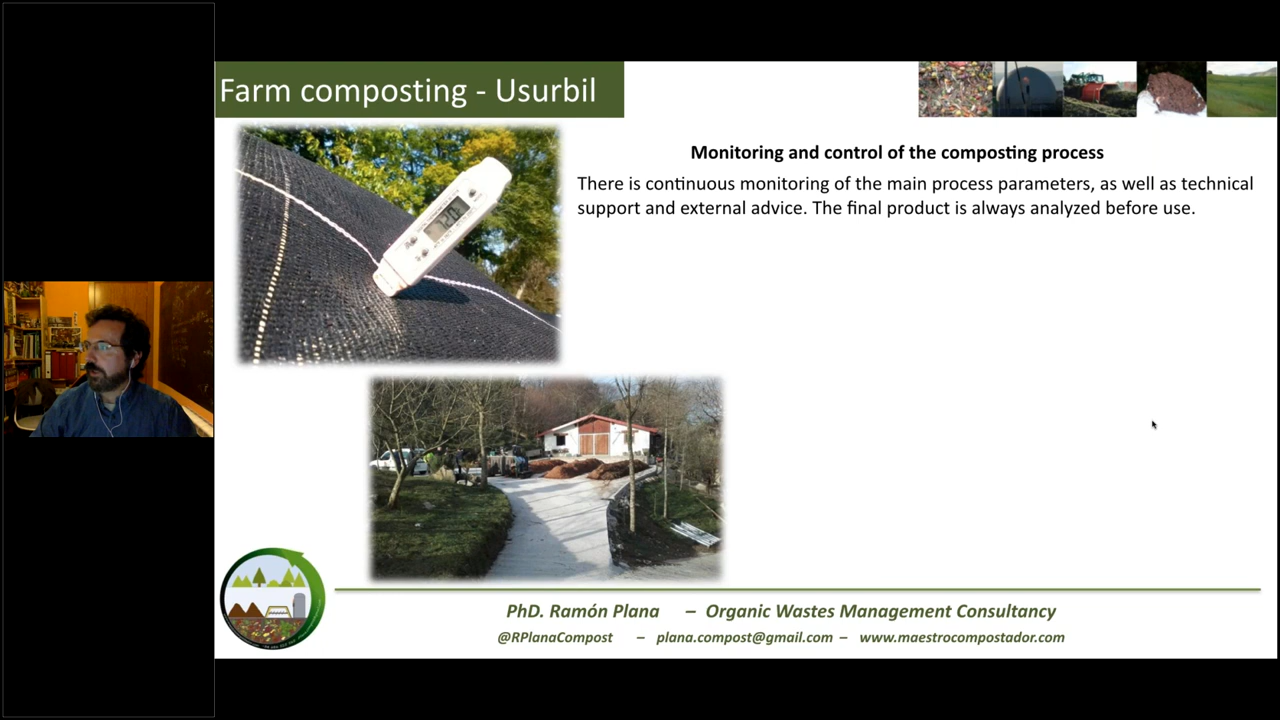 Farm composting - Usurbil
Monitoring and control of the composting process
There is continuous monitoring of the main process parameters, as well as technical
support and external advice. The final product is always analyzed before use.
PhD. Ramón Plana – Organic Wastes Management Consultancy
@RPlanaCompost – plana.compost@gmail.com – www.maestrocompostador.com